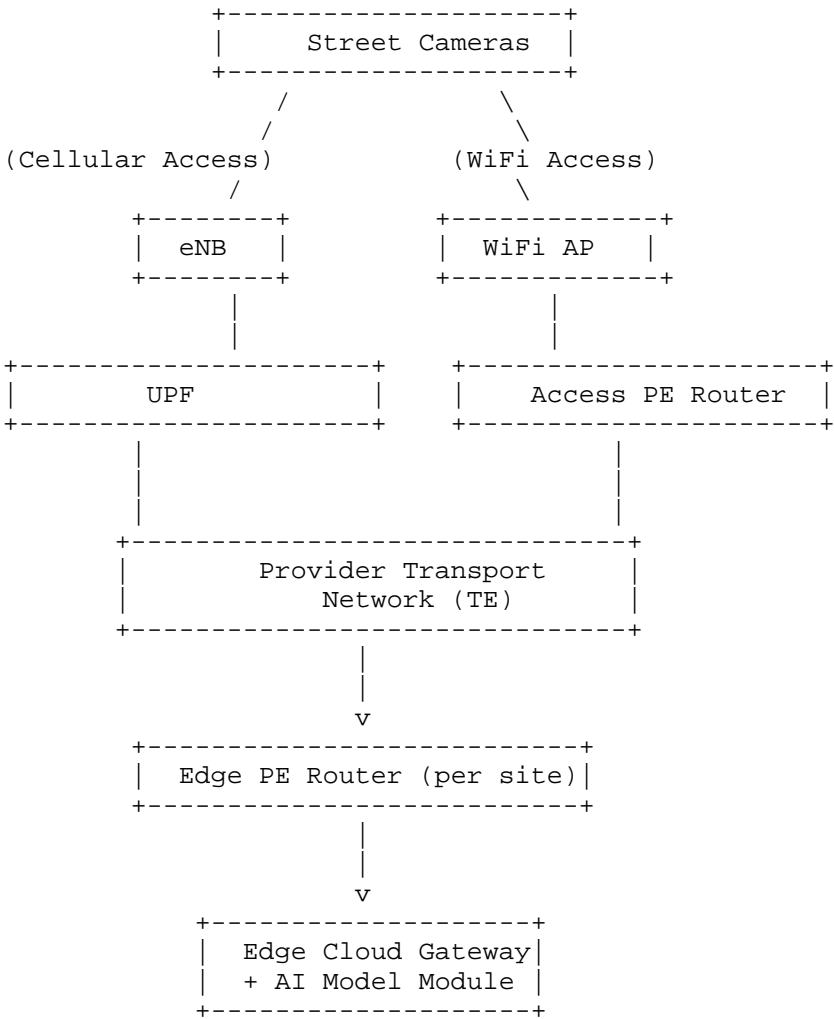 Street Cameras
(Cellular Access) (WiFi Access)
eNB WiFi AP
UPF Access PE Router
Provider Transport
Network (TE)
v
Edge PE Router (per site)
v
Edge Cloud Gateway
+ AI Model Module